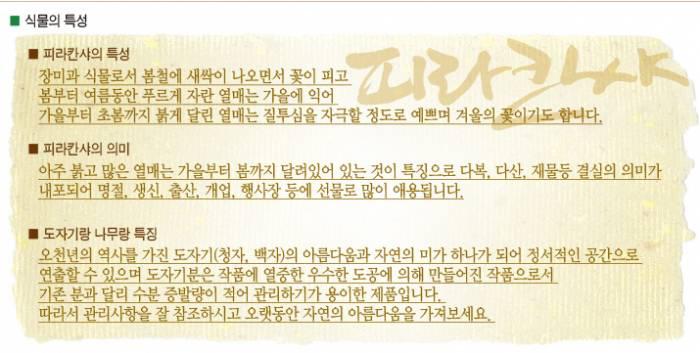 ■ 식물의 특성
피라칸샤
■ 피라칸샤의 특성
장미과 식물로서 봄철에 새싹이 나오면서 꽃이 피고
봄부터 여름동안 푸르게 자란 열매는 가을에 익어
가을부터 초봄까지 붉게 달린 열매는 질투심을 자극할 정도로 예쁘며 겨울의 꽃이기도 합니다.
■ 피라칸샤의 의미
아주 붉고 많은 열매는 가을부터 봄까지 달려있어 있는 것이 특징으로 다복, 다산, 재물등 결실의 의미가
내포되어 명절, 생신, 출산, 개업, 행사장 등에 선물로 많이 애용됩니다.
■ 도자기랑 나무랑 특징
오천년의 역사를 가진 도자기(청자, 백자)의 아름다움과 자연의 미가 하나가 되어 정서적인 공간으로
연출할 수 있으며 도자기분은 작품에 열중한 우수한 도공에 의해 만들어진 작품으로서
기존 분과 달리 수분 증발량이 적어 관리하기가 용이한 제품입니다.
따라서 관리사항을 잘 참조하시고 오랫동안 자연의 아름다움을 가져보세요.